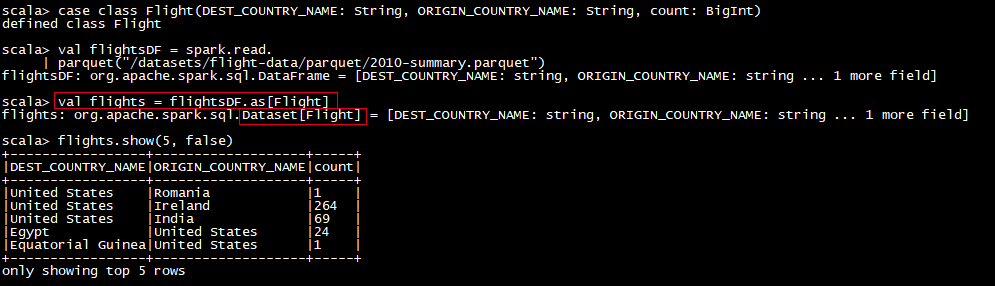 scala> case class Flight(DEST_COUNTRY_NAME: String, ORIGIN_COUNTRY_NAME: String, count: BigInt)
defined class Flight
scala> val flightsDF = spark.read.
     | parquet("/datasets/flight-data/parquet/2010-summary.parquet")
flightsDF: org.apache.spark.sql.DataFrame = [DEST_COUNTRY_NAME: string, ORIGIN_COUNTRY_NAME: string ... 1 more field]
scala> val flights = flightsDF.as[Flight]
flights: org.apache.spark.sql.Dataset[Flight] = [DEST_COUNTRY_NAME: string, ORIGIN_COUNTRY_NAME: string ... 1 more field]
scala> flights.show(5, false)
+-----------------+-------------------+-----+
|DEST_COUNTRY_NAME|ORIGIN_COUNTRY_NAME|count|
+-----------------+-------------------+-----+
|United States    |Romania            |1    |
|United States    |Ireland            |264  |
|United States    |India              |69   |
|Egypt            |United States      |24   |
|Equatorial Guinea|United States      |1    |
+-----------------+-------------------+-----+
only showing top 5 rows